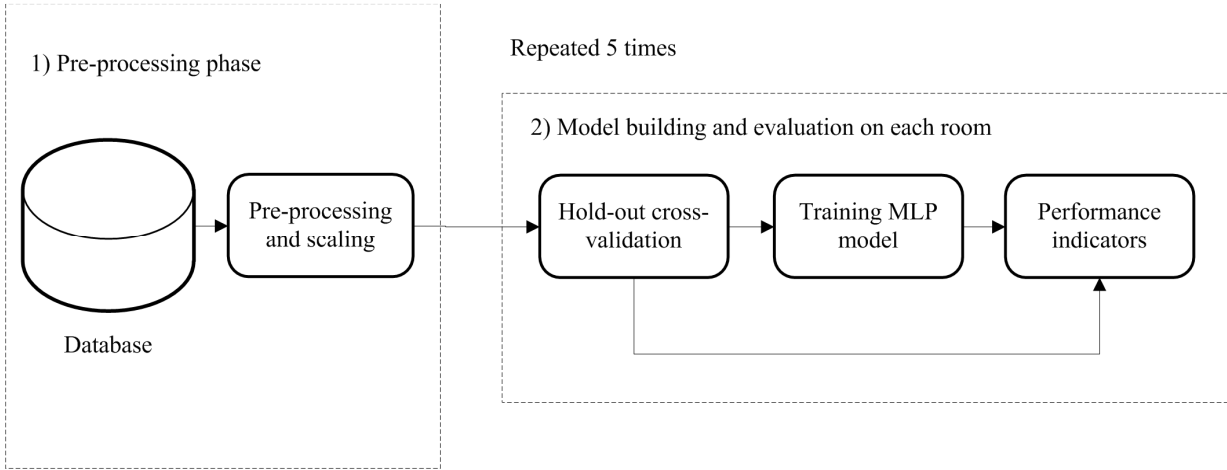 1) Pre-processing phase
Database
Pre-processing
and scaling
Repeated 5 times
2) Model building and evaluation on each room
Hold-out cross-
validation
Training MLP
model
Performance
indicators